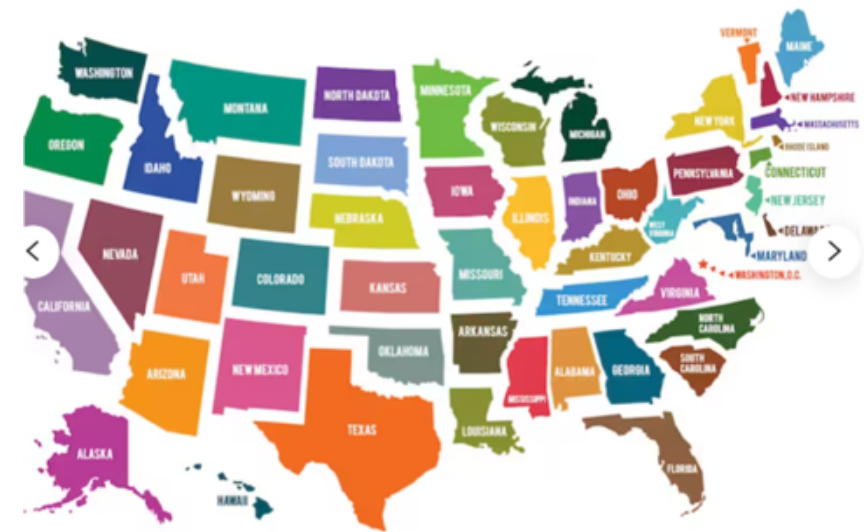 VERMONT
MAINE
WASHINGTON
NORTH DAKOTA
MINNESOTA
MONTANA
NEW HAMPSHIRE
NEW YORK
MASSACHUSETTS
WISCONSIN
MICHIGAN
OREGON
RHODE ISLAND
IDAHO
SOUTH DAKOTA
PENNSYLVANIA
CONNECTICUT
WYOMING
IOWA
OHIO
NEW JERSEY
INDIANA
NEBRASKA
ILLINOIS
WEST
VIRGINIA
DELAWA
NEVADA
KENTUCKY
MARYLAND
UTAH
COLORADO
MISSOURI
WASHINGTON, D.C.
KANSAS
VIRGINIA
CALIFORNIA
TENNESSEE
NORTH
CAROLINA
ARKANSAS
OKLAHOMA
SOUTH
CAROLINA
ARIZONA
NEW MEXICO
ALABAMA
GEORGIA
MISSISSIPPI
TEXAS
LOUISIANA
ALASKA
FLORIDA
HAWAII